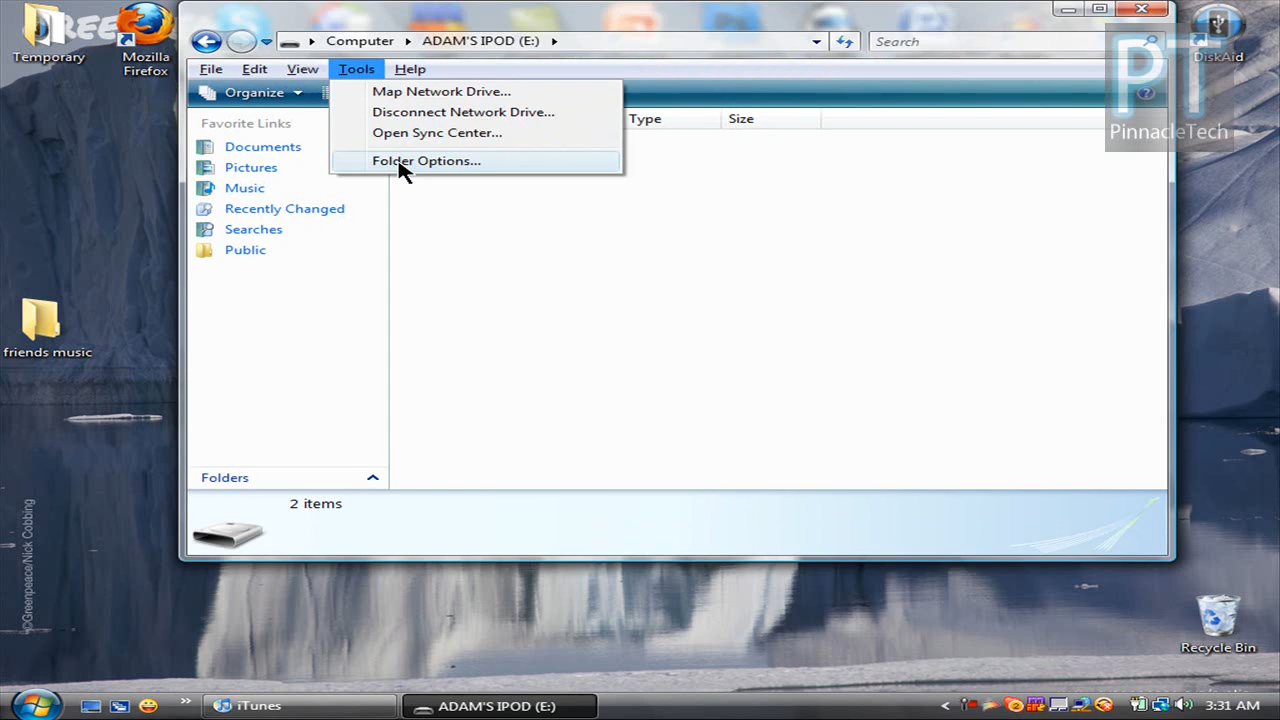 Temporary
Mozilla
Firefox
Computer
ADAM'S IPOD (E:)
Search
DiskAid
PT
PinnacleTech
File
Edit
View
Tools
Help
Organize
Map Network Drive...
Disconnect Network Drive...
Open Sync Center...
Folder Options...
Type
Size
Favorite Links
Documents
Pictures
Music
Recently Changed
Searches
Public
friends music
Folders
2 items
©Greenpeace/Nick Cobbing
Recycle Bin
iTunes
ADAM'S IPOD (E:)
3:31 AM